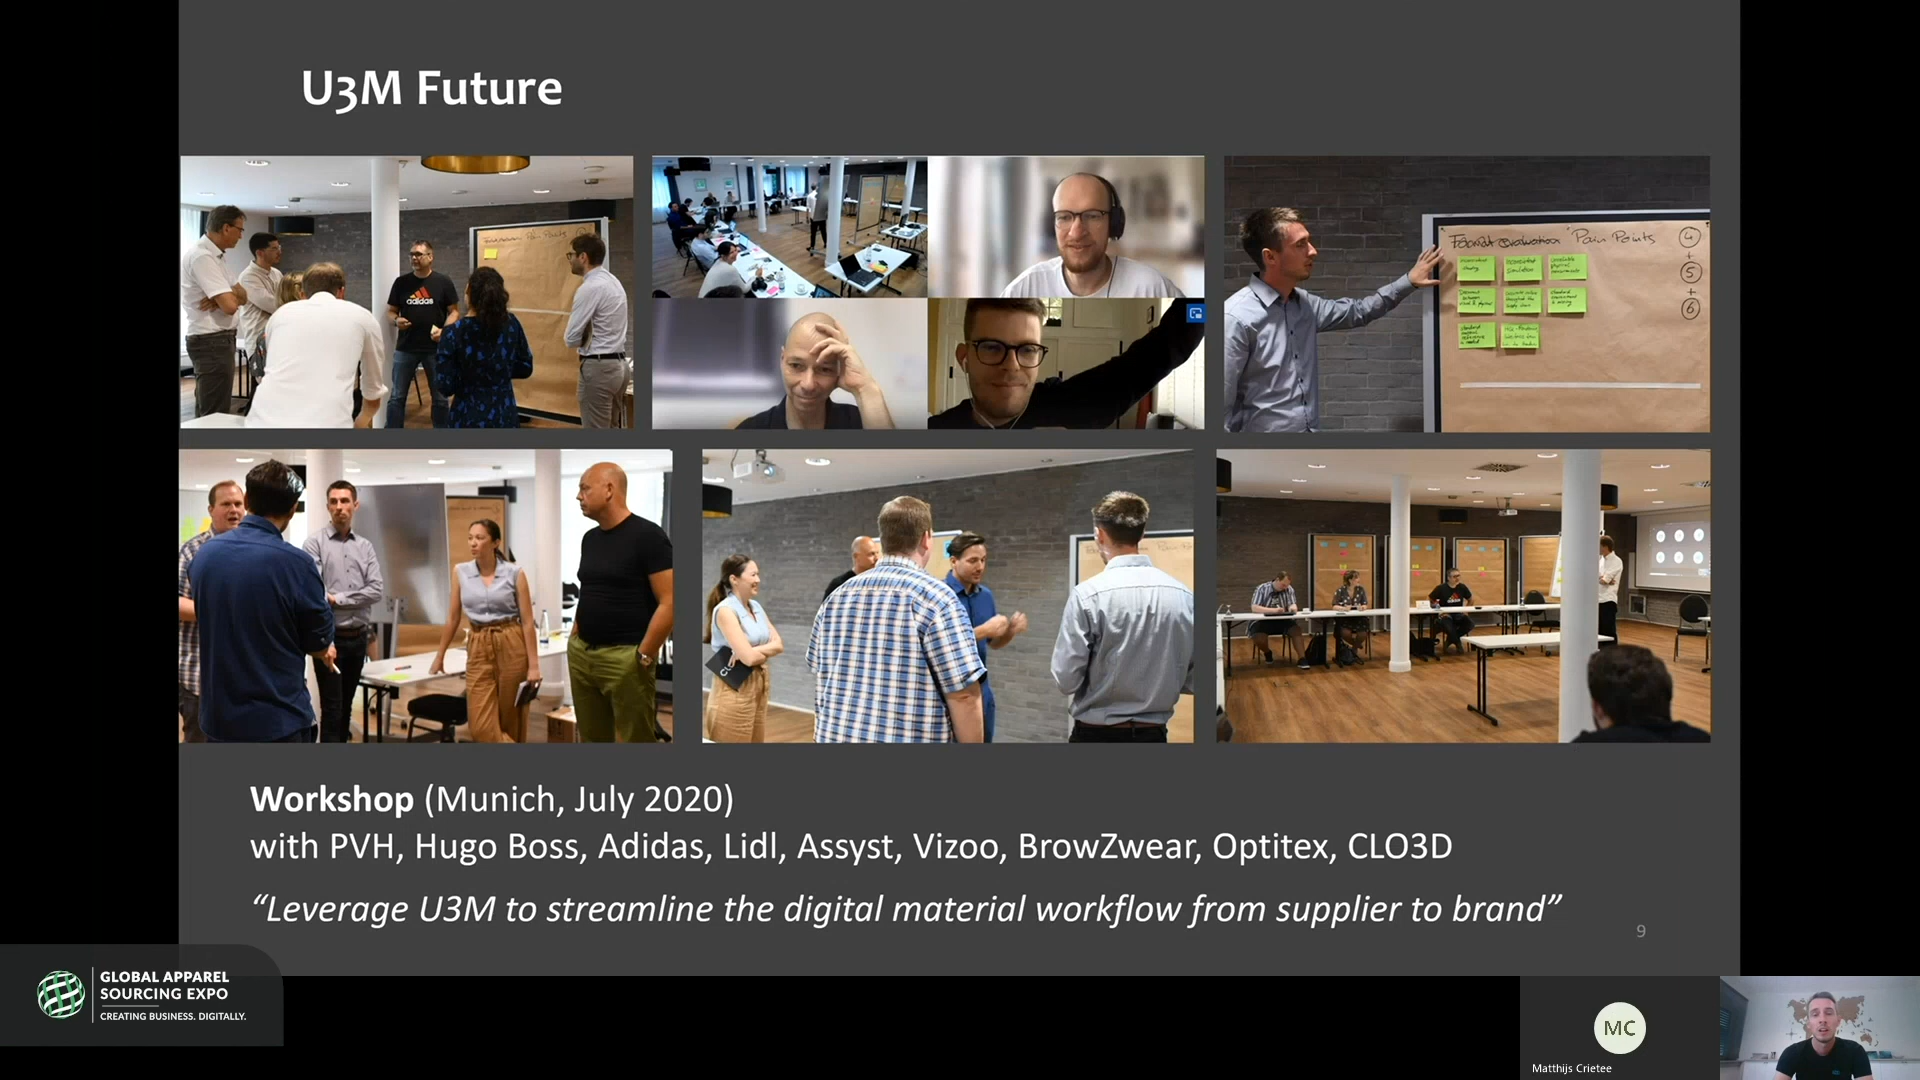 U3M Future
adidas
Format evaluation Pain Points
4
+
5
+
6
Workshop (Munich, July 2020)
with PVH, Hugo Boss, Adidas, Lidl, Assyst, Vizoo, BrowZwear, Optitex, CLO3D
“Leverage U3M to streamline the digital material workflow from supplier to brand”
9
GLOBAL APPAREL
SOURCING EXPO
CREATING BUSINESS. DIGITALLY.
MC
Matthijs Crietee